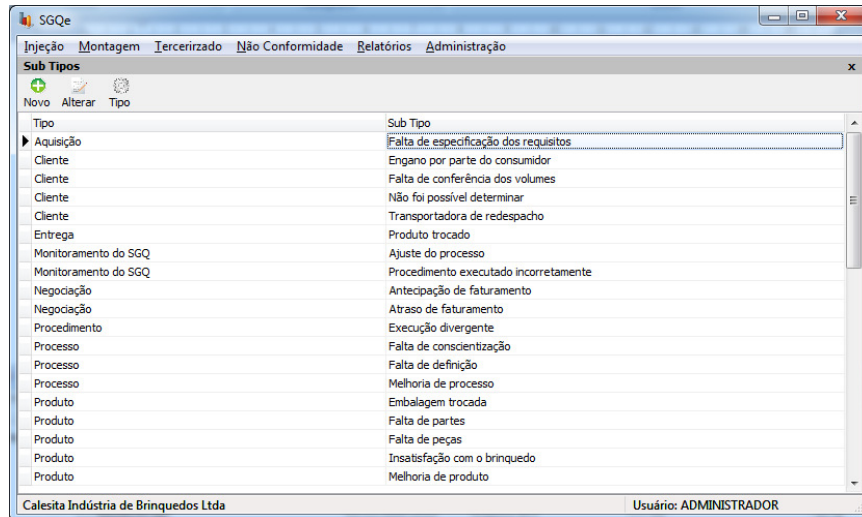 SGQe
Injeção Montagem Tercerirzado Não Conformidade Relatórios Administração
Sub Tipos x
Novo Alterar Tipo
Tipo Sub Tipo
Aquisição Falta de especificação dos requisitos
Cliente Engano por parte do consumidor
Cliente Falta de conferência dos volumes
Cliente Não foi possível determinar
Cliente Transportadora de redespacho
Entrega Produto trocado
Monitoramento do SGQ Ajuste do processo
Monitoramento do SGQ Procedimento executado incorretamente
Negociação Antecipação de faturamento
Negociação Atraso de faturamento
Procedimento Execução divergente
Processo Falta de conscientização
Processo Falta de definição
Processo Melhoria de processo
Produto Embalagem trocada
Produto Falta de partes
Produto Falta de peças
Produto Insatisfação com o brinquedo
Produto Melhoria de produto
Calesita Indústria de Brinquedos Ltda Usuário: ADMINISTRADOR